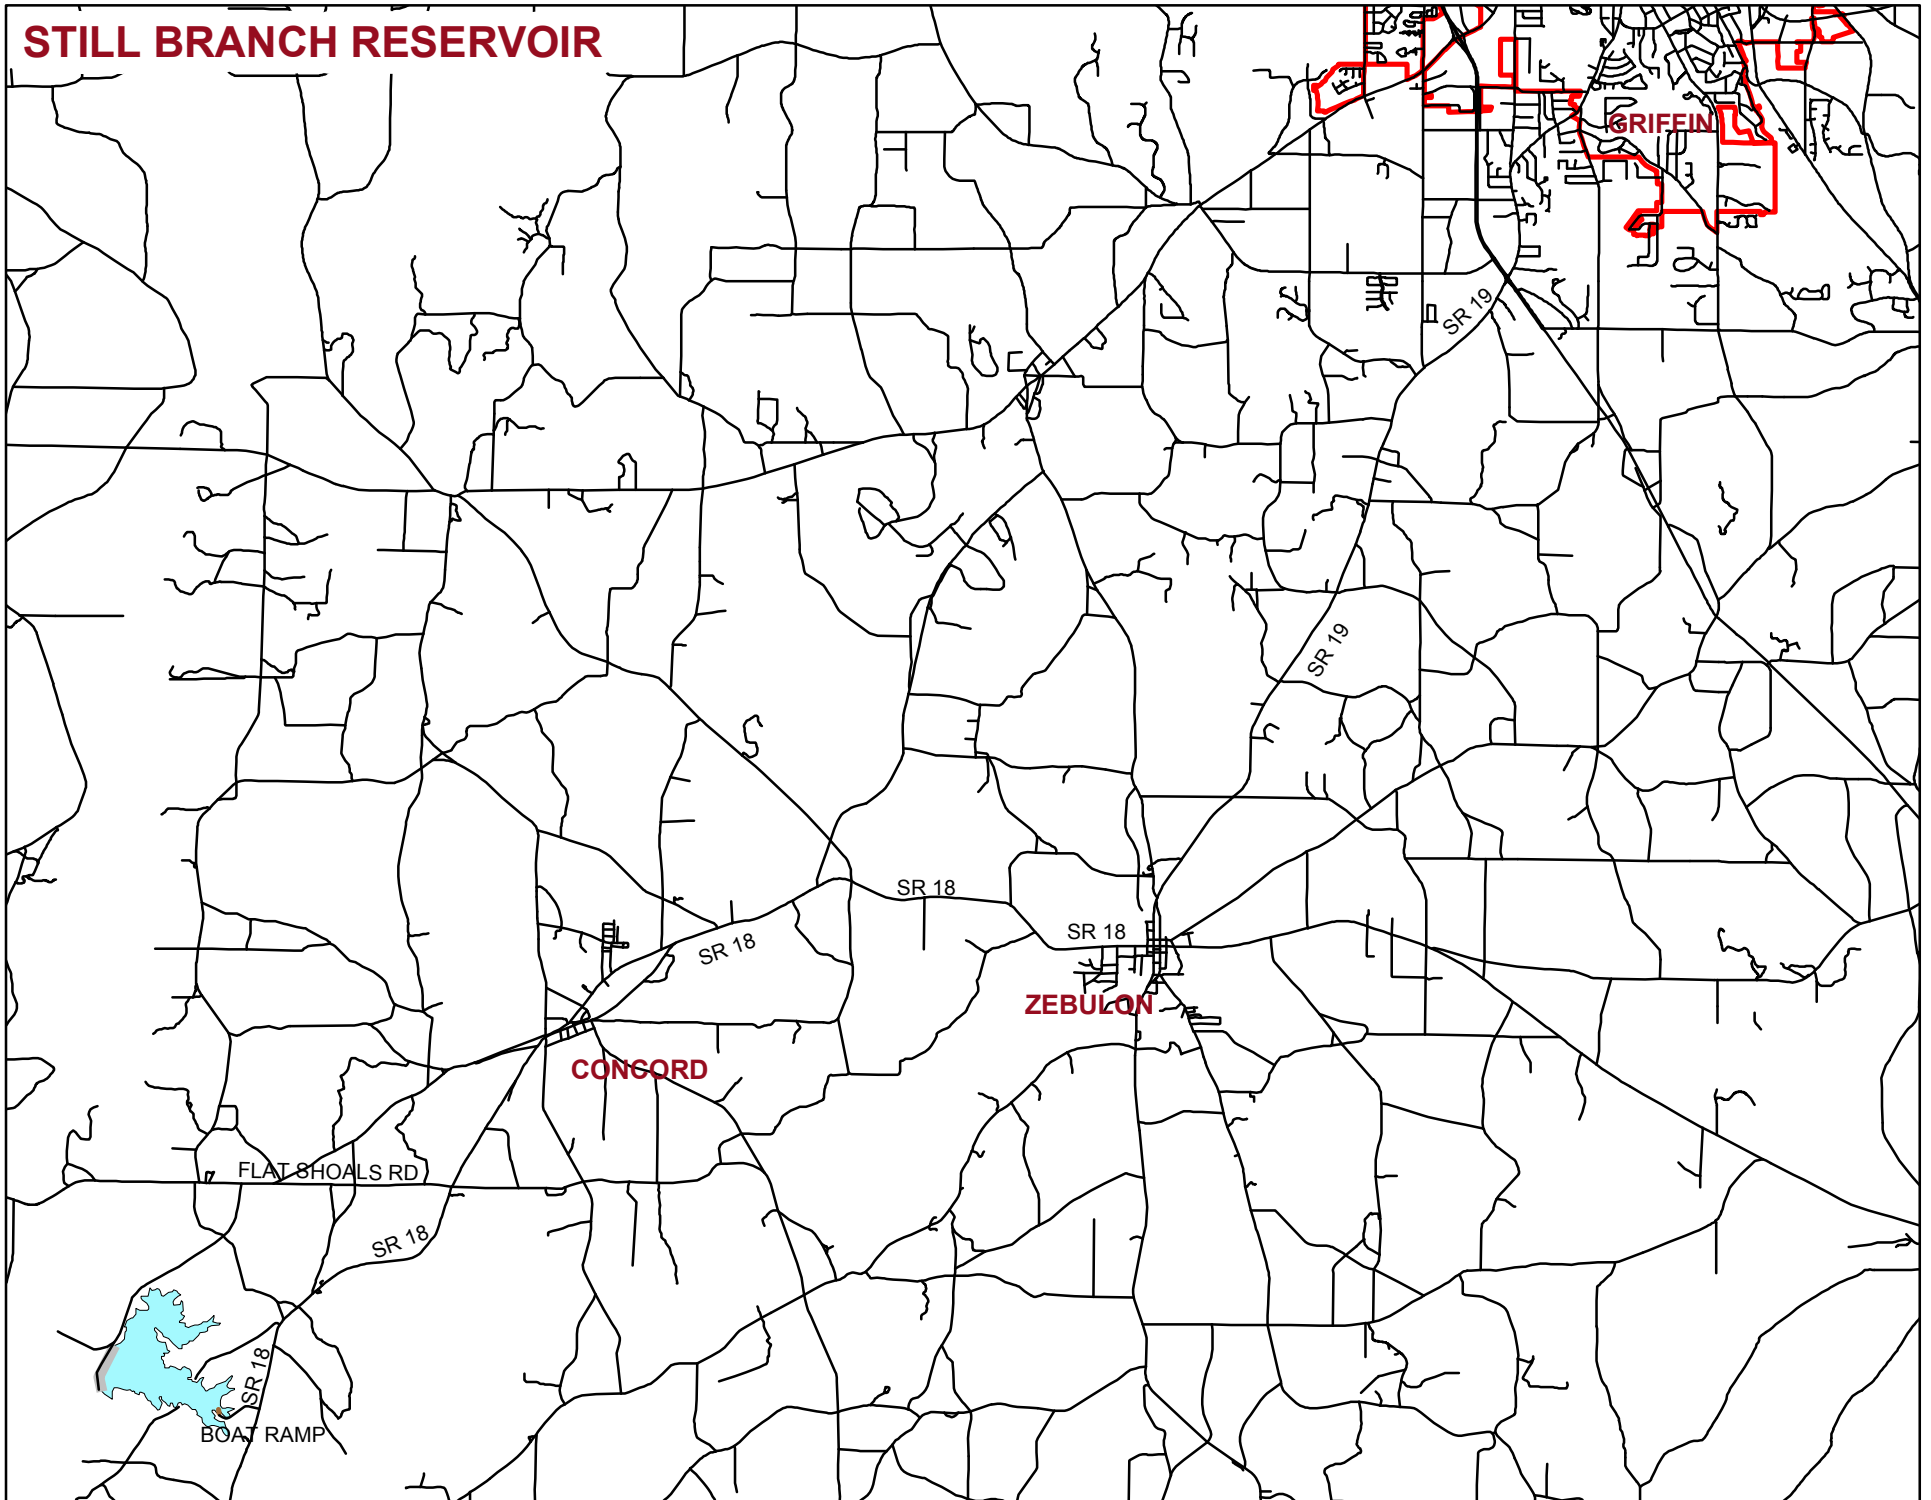 STILL BRANCH RESERVOIR
GRIFFIN
SR 19
SR 19
SR 18
SR 18
SR 18
ZEBULON
CONCORD
FLAT SHOALS RD
SR 18
SR 18
BOAT RAMP